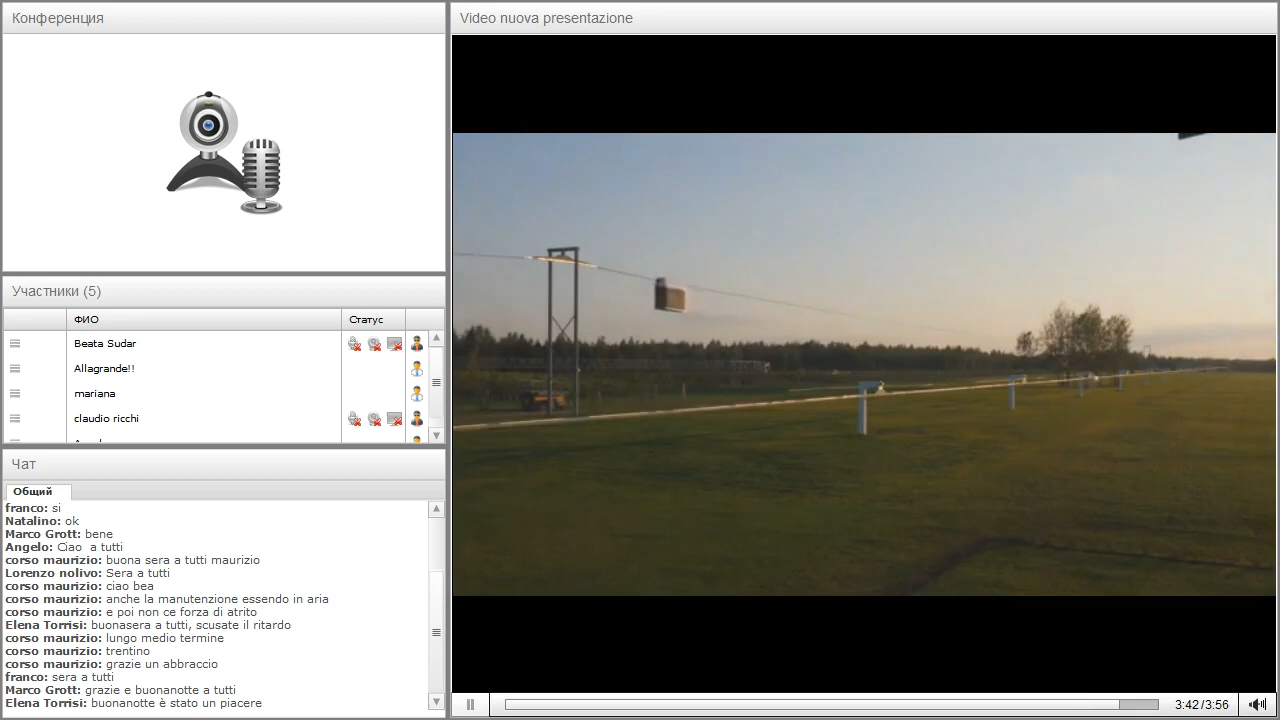 Конференция
Video nuova presentazione
Участники (5)
ФИО
Статус
Beata Sudar
Allagrande!!
mariana
claudio ricchi
Чат
Общий
franco: si
Natalino: ok
Marco Grott: bene
Angelo: Ciao  a tutti
corso maurizio: buona sera a tutti maurizio
Lorenzo nolivo: Sera a tutti
corso maurizio: ciao bea
corso maurizio: anche la manutenzione essendo in aria
corso maurizio: e poi non ce forza di atrito
Elena Torrisi: buonasera a tutti, scusate il ritardo
corso maurizio: lungo medio termine
corso maurizio: trentino
corso maurizio: grazie un abbraccio
franco: sera a tutti
Marco Grott: grazie e buonanotte a tutti
Elena Torrisi: buonanotte è stato un piacere
3:42/3:56